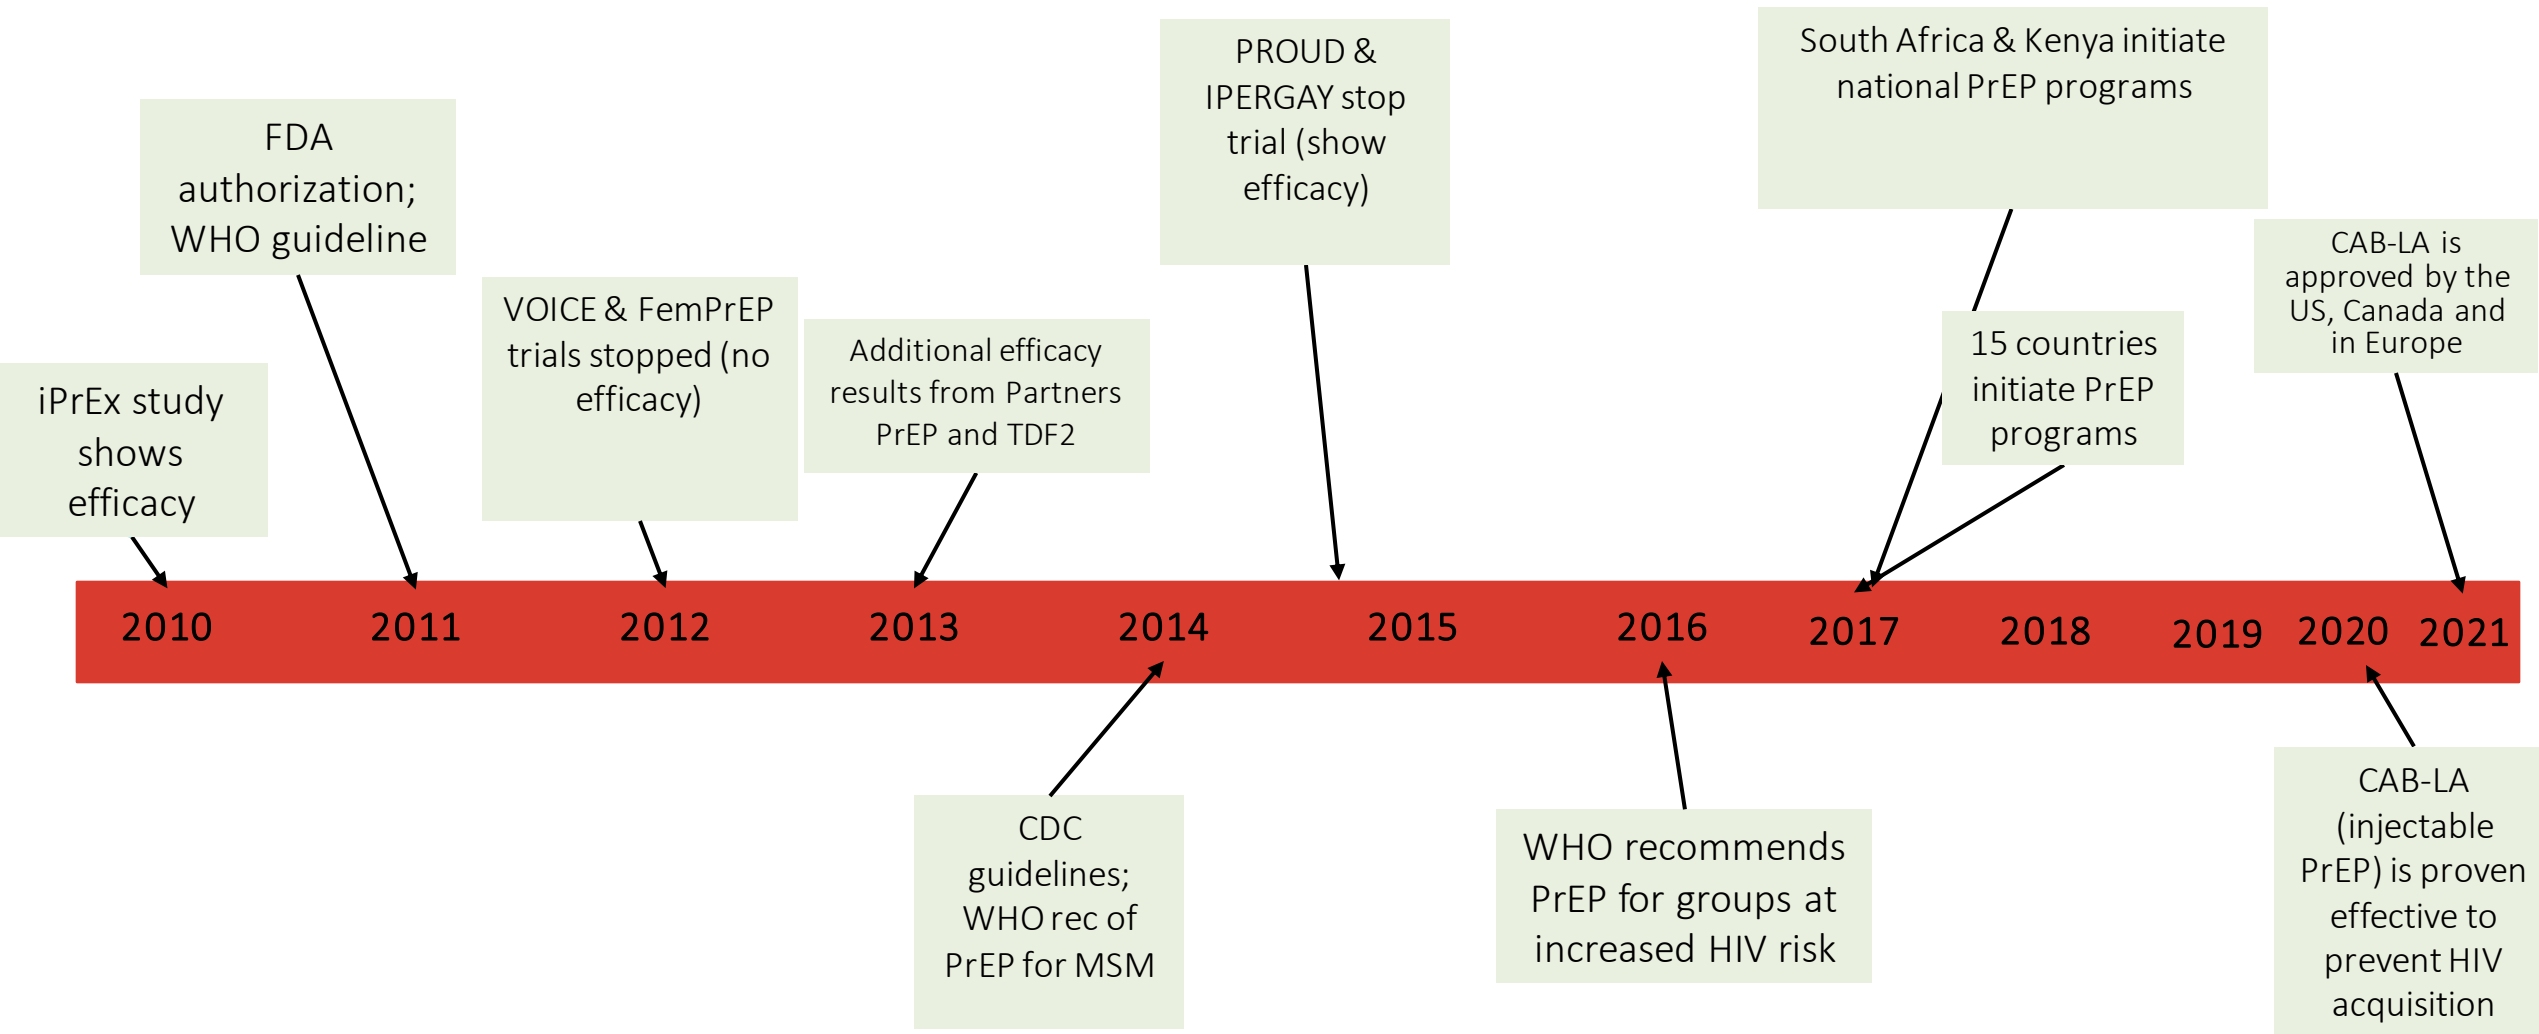 iPrEx study
shows
efficacy
FDA
authorization;
WHO guideline
VOICE & FemPrEP
trials stopped (no
efficacy)
Additional efficacy
results from Partners
PrEP and TDF2
PROUD &
IPERGAY stop
trial (show
efficacy)
South Africa & Kenya initiate
national PrEP programs
15 countries
initiate PrEP
programs
CAB-LA is
approved by the
US, Canada and
in Europe
2010 2011 2012 2013 2014 2015 2016 2017 2018 2019 2020 2021
CDC
guidelines;
WHO rec of
PrEP for MSM
WHO recommends
PrEP for groups at
increased HIV risk
CAB-LA
(injectable
PrEP) is proven
effective to
prevent HIV
acquisition